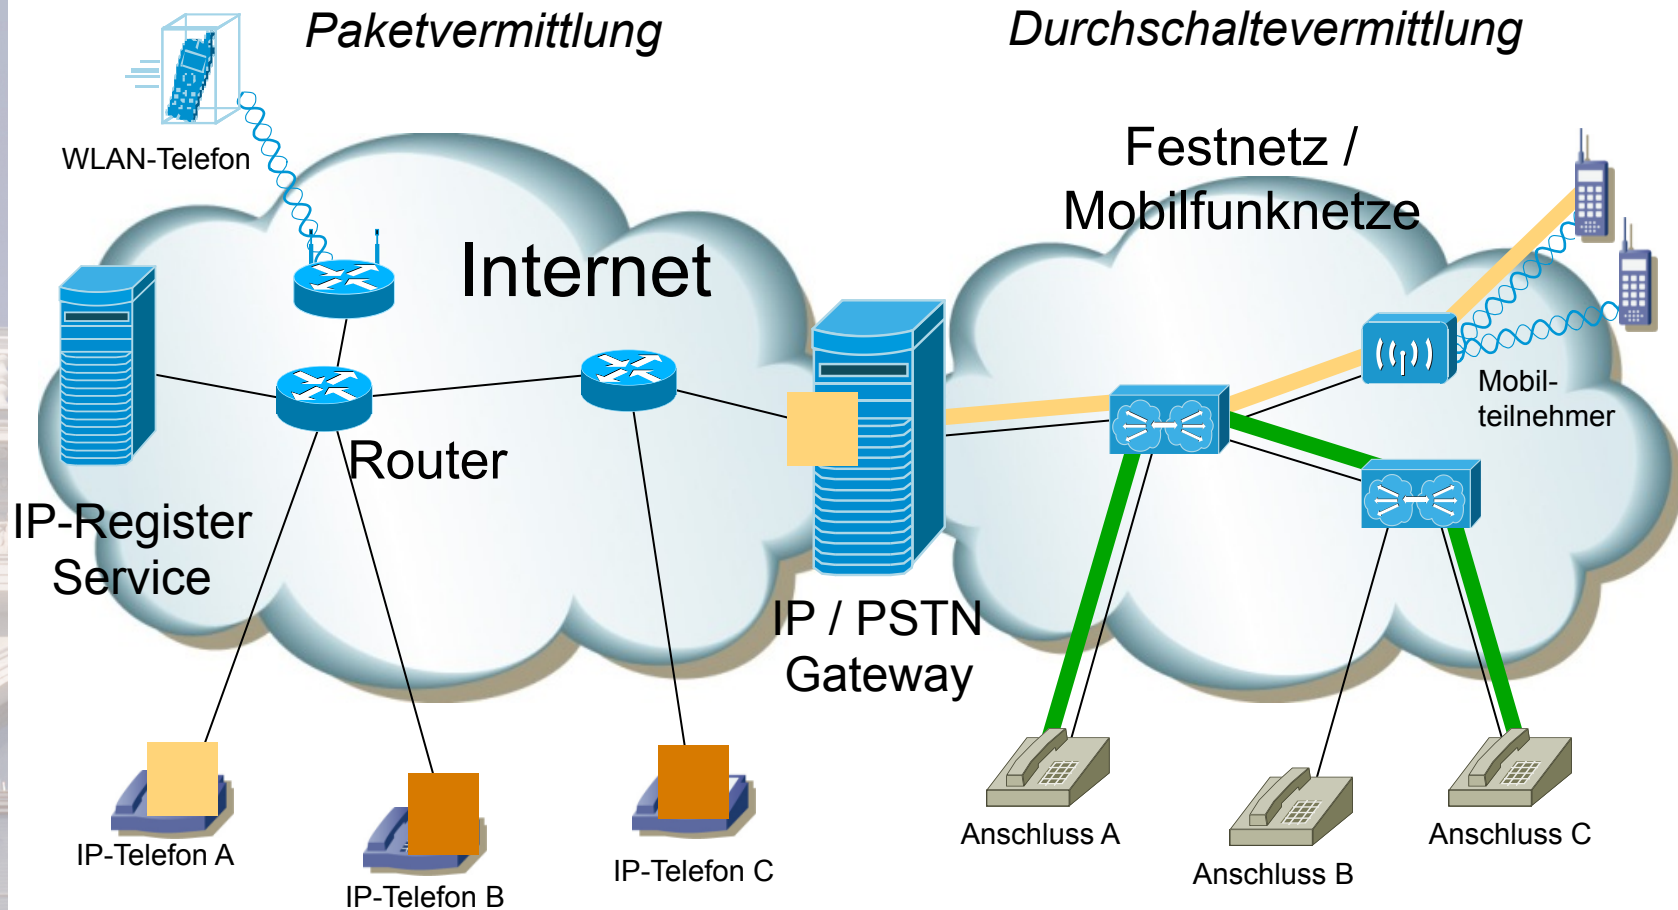 Paketvermittlung
Durchschaltevermittlung
WLAN-Telefon
Festnetz /
Mobilfunknetze
Internet
Mobil-
teilnehmer
Router
IP-Register
Service
IP / PSTN
Gateway
IP-Telefon A
IP-Telefon B
IP-Telefon C
Anschluss A
Anschluss B
Anschluss C